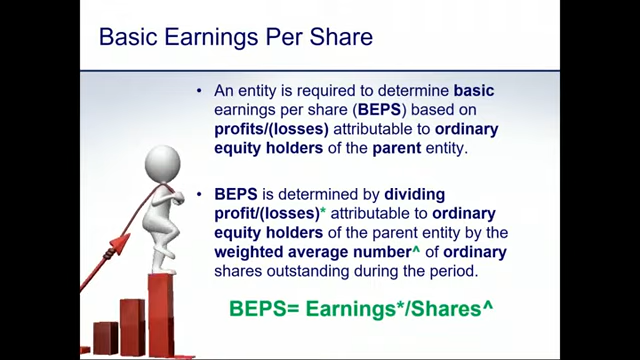 Basic Earnings Per Share
• An entity is required to determine basic
earnings per share (BEPS) based on
profits/(losses) attributable to ordinary
equity holders of the parent entity.
• BEPS is determined by dividing
profit/(losses)* attributable to ordinary
equity holders of the parent entity by the
weighted average number^ of ordinary
shares outstanding during the period.
BEPS= Earnings*/Shares^